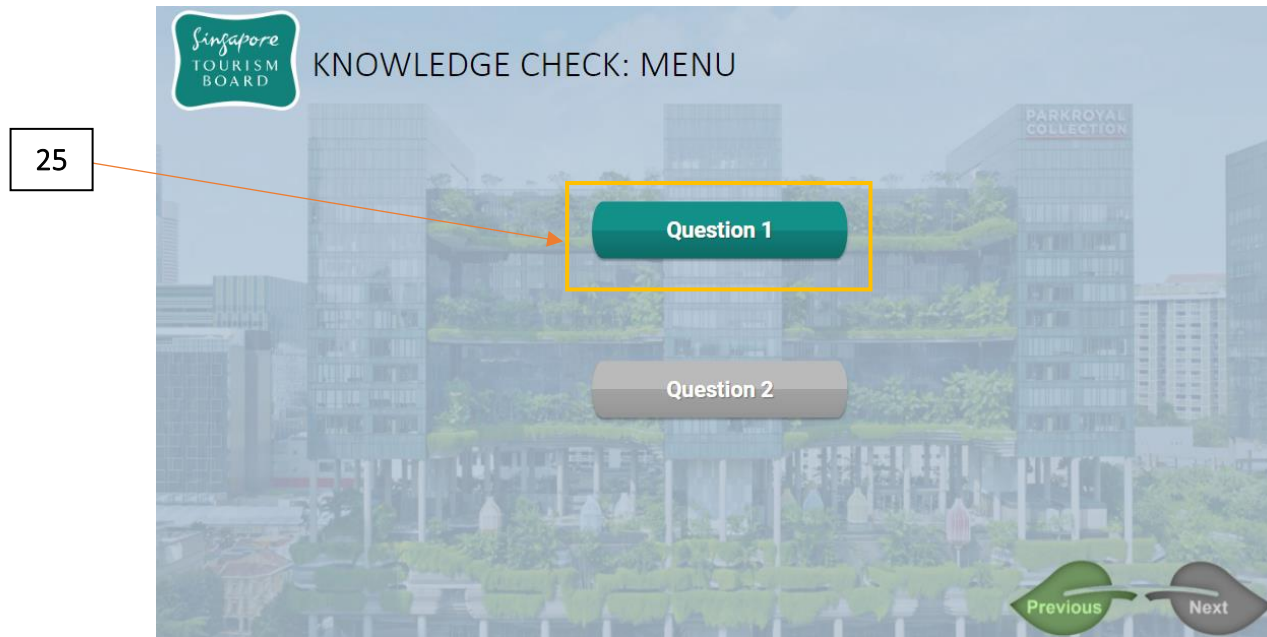 Singapore
TOURISM
BOARD
KNOWLEDGE CHECK: MENU
PARKROYAL
COLLECTION
25
Question 1
Question 2
Previous
Next